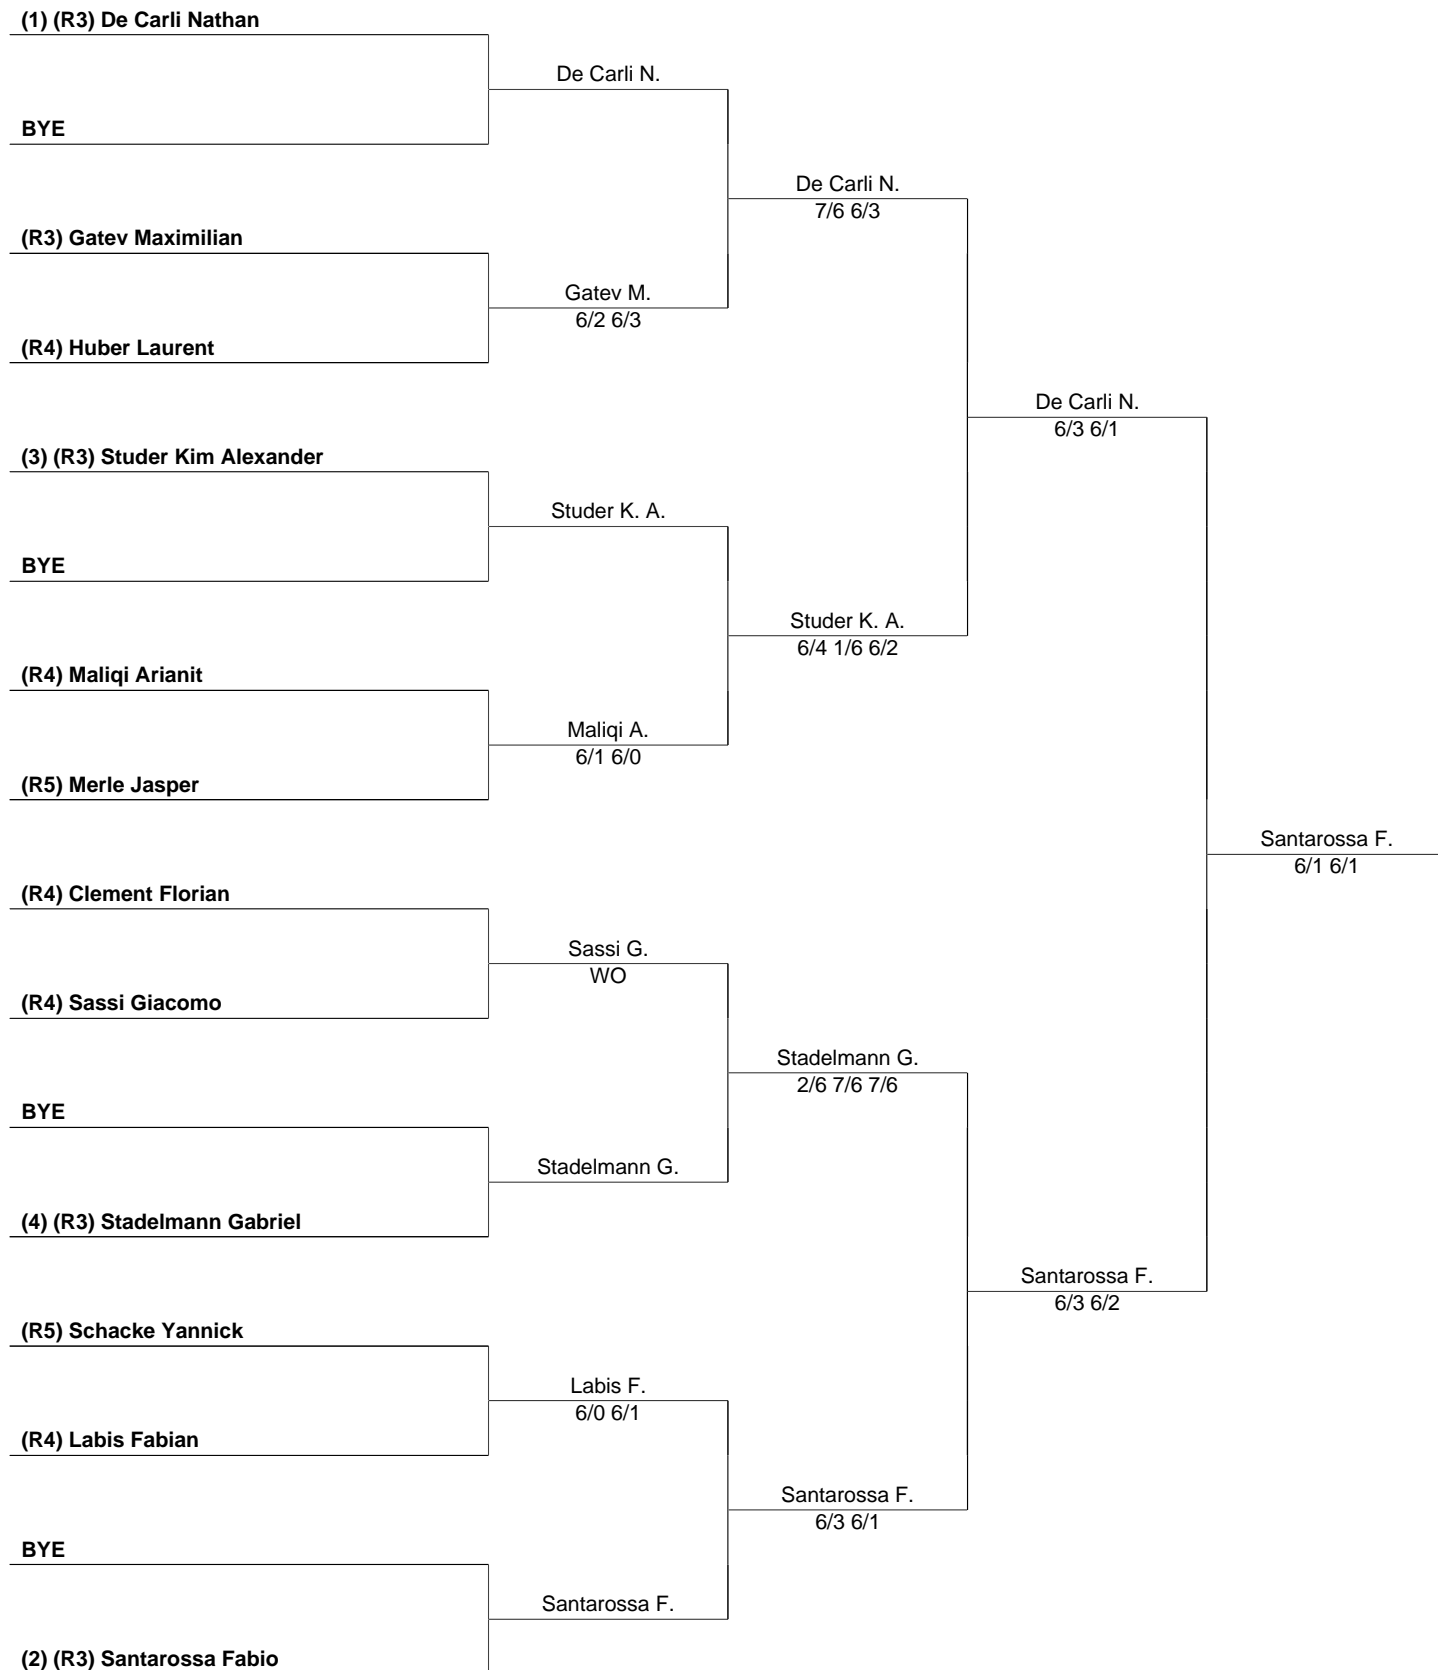 (1) (R3) De Carli Nathan
De Carli N.
BYE
De Carli N.
7/6 6/3
(R3) Gatev Maximilian
Gatev M.
6/2 6/3
(R4) Huber Laurent
De Carli N.
6/3 6/1
(3) (R3) Studer Kim Alexander
Studer K. A.
BYE
Studer K. A.
6/4 1/6 6/2
(R4) Maliqi Arianit
Maliqi A.
6/1 6/0
(R5) Merle Jasper
Santarossa F.
6/1 6/1
(R4) Clement Florian
Sassi G.
WO
(R4) Sassi Giacomo
Stadelmann G.
2/6 7/6 7/6
BYE
Stadelmann G.
(4) (R3) Stadelmann Gabriel
Santarossa F.
6/3 6/2
(R5) Schacke Yannick
Labis F.
6/0 6/1
(R4) Labis Fabian
Santarossa F.
6/3 6/1
BYE
Santarossa F.
(2) (R3) Santarossa Fabio